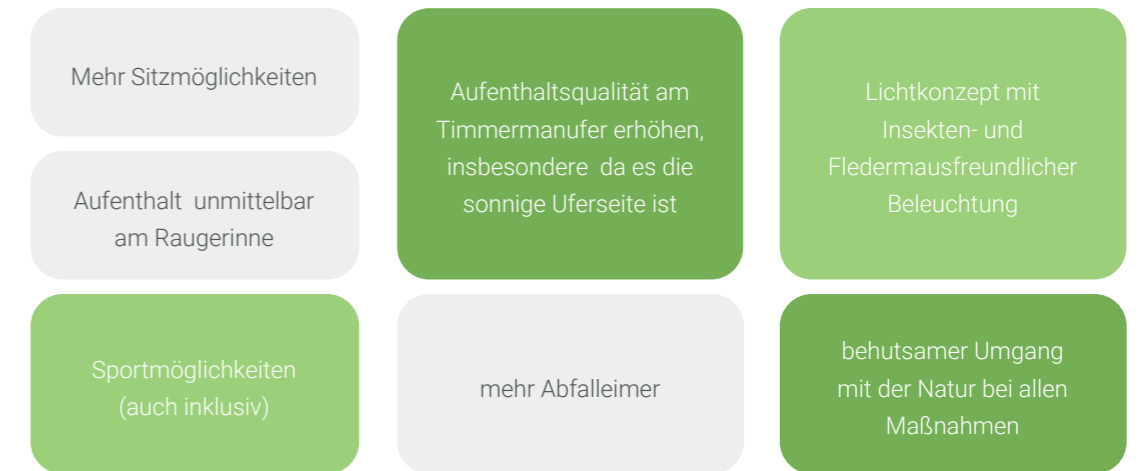 Mehr Sitzmöglichkeiten
Aufenthalt unmittelbar
am Raugerinne
Sportmöglichkeiten
(auch inklusiv)
Aufenthaltsqualität am
Timmermanufer erhöhen,
insbesondere da es die
sonnige Uferseite ist
mehr Abfalleimer
Lichtkonzept mit
Insekten- und
Fledermausfreundlicher
Beleuchtung
behutsamer Umgang
mit der Natur bei allen
Maßnahmen